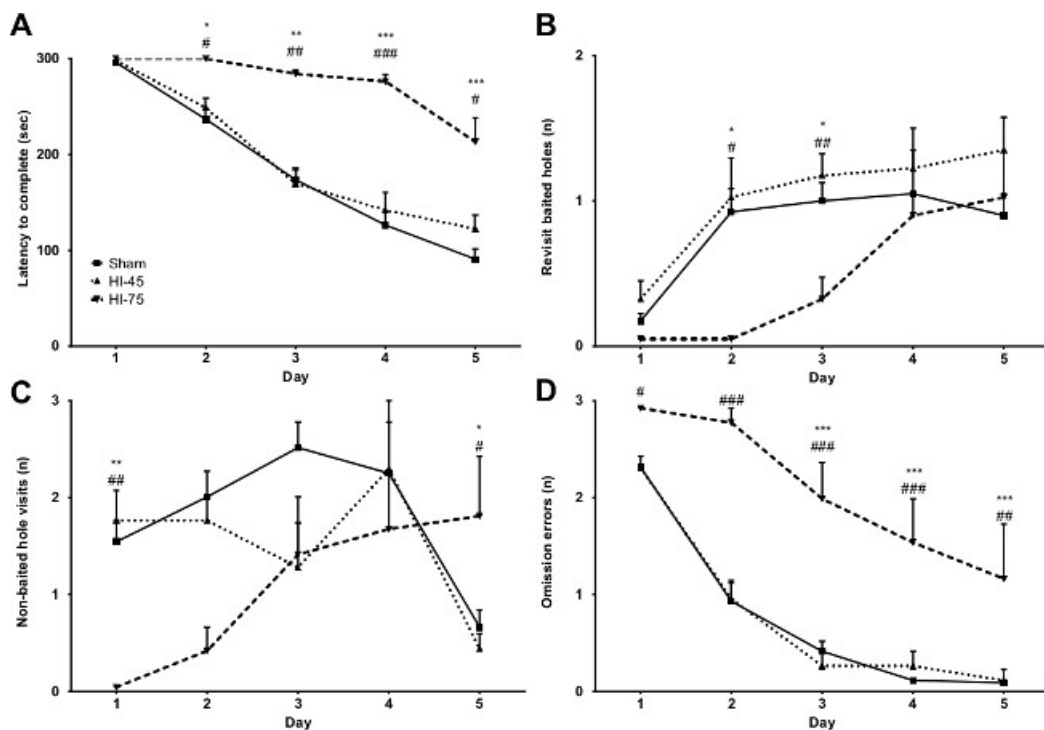 A
* ** *** ***
# ## ### #
300
200
100
0
Latency to complete (sec)
Sham
HI-45
HI-75
1 2 3 4 5
Day
B
2
1
0
Revisit baited holes (n)
* *
# ##
1 2 3 4 5
Day
C
3
2
1
0
Non-baited hole visits (n)
** *
## #
1 2 3 4 5
Day
D
3
2
1
0
Omission errors (n)
*** *** ***
# ### ### ### ##
1 2 3 4 5
Day